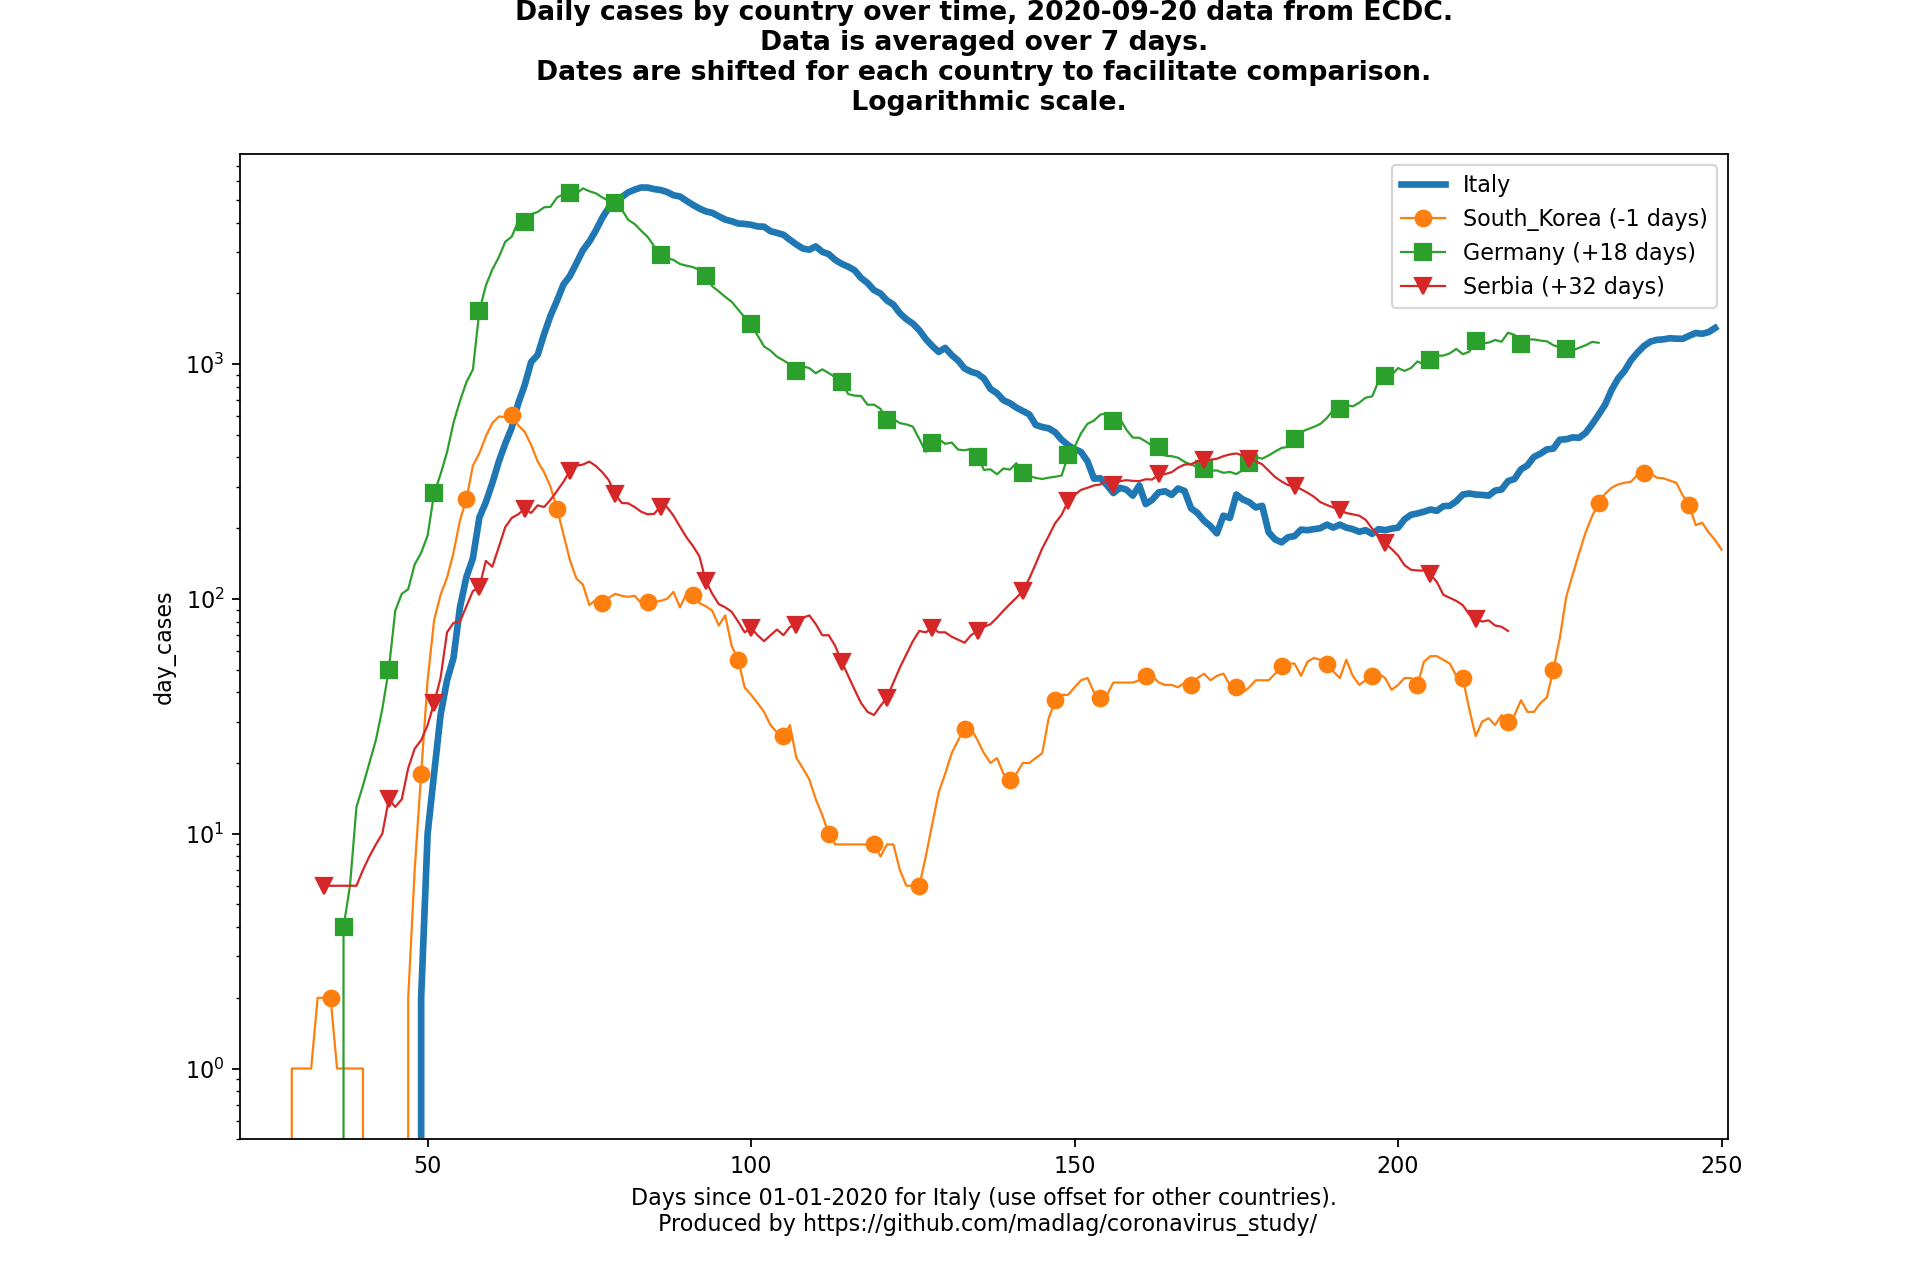 Daily cases by country over time, 2020-09-20 data from ECDC.
Data is averaged over 7 days.
Dates are shifted for each country to facilitate comparison.
Logarithmic scale.
Italy
South_Korea (-1 days)
Germany (+18 days)
Serbia (+32 days)
10³
10²
10¹
10⁰
day_cases
50 100 150 200 250
Days since 01-01-2020 for Italy (use offset for other countries).
Produced by https://github.com/madlag/coronavirus_study/